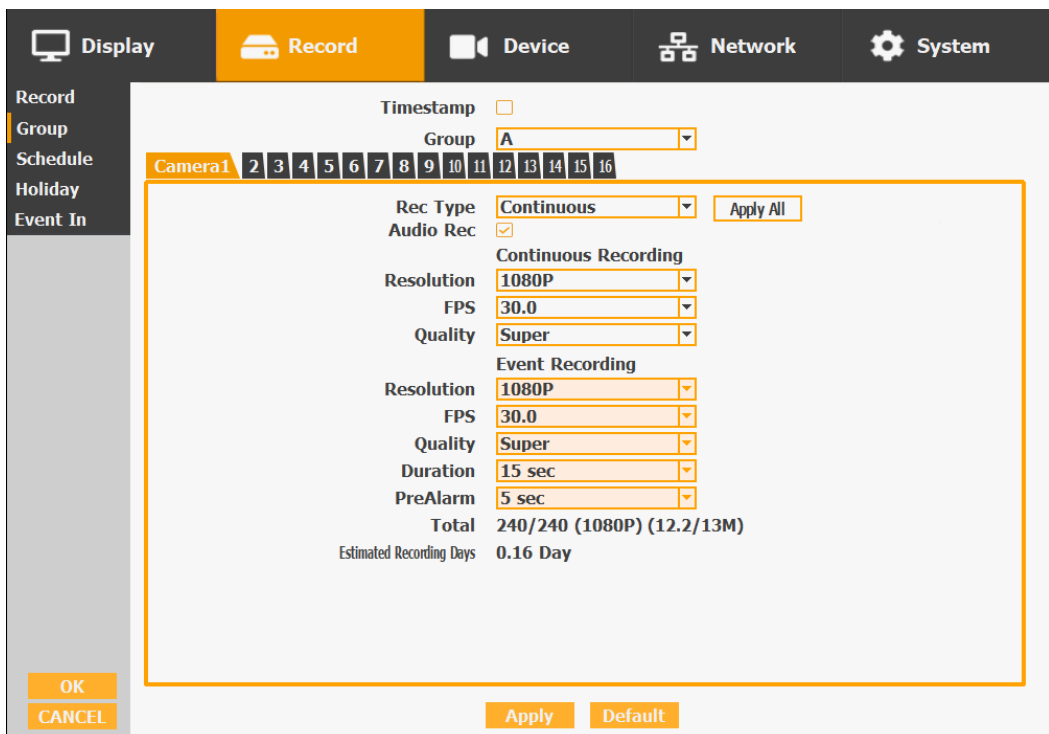 Display Record Device Network System
Record
Group
Schedule
Holiday
Event In
Timestamp
Group A
Camera1 2 3 4 5 6 7 8 9 10 11 12 13 14 15 16
Rec Type Continuous Apply All
Audio Rec
Continuous Recording
Resolution 1080P
FPS 30.0
Quality Super
Event Recording
Resolution 1080P
FPS 30.0
Quality Super
Duration 15 sec
PreAlarm 5 sec
Total 240/240 (1080P) (12.2/13M)
Estimated Recording Days 0.16 Day
OK
CANCEL
Apply Default